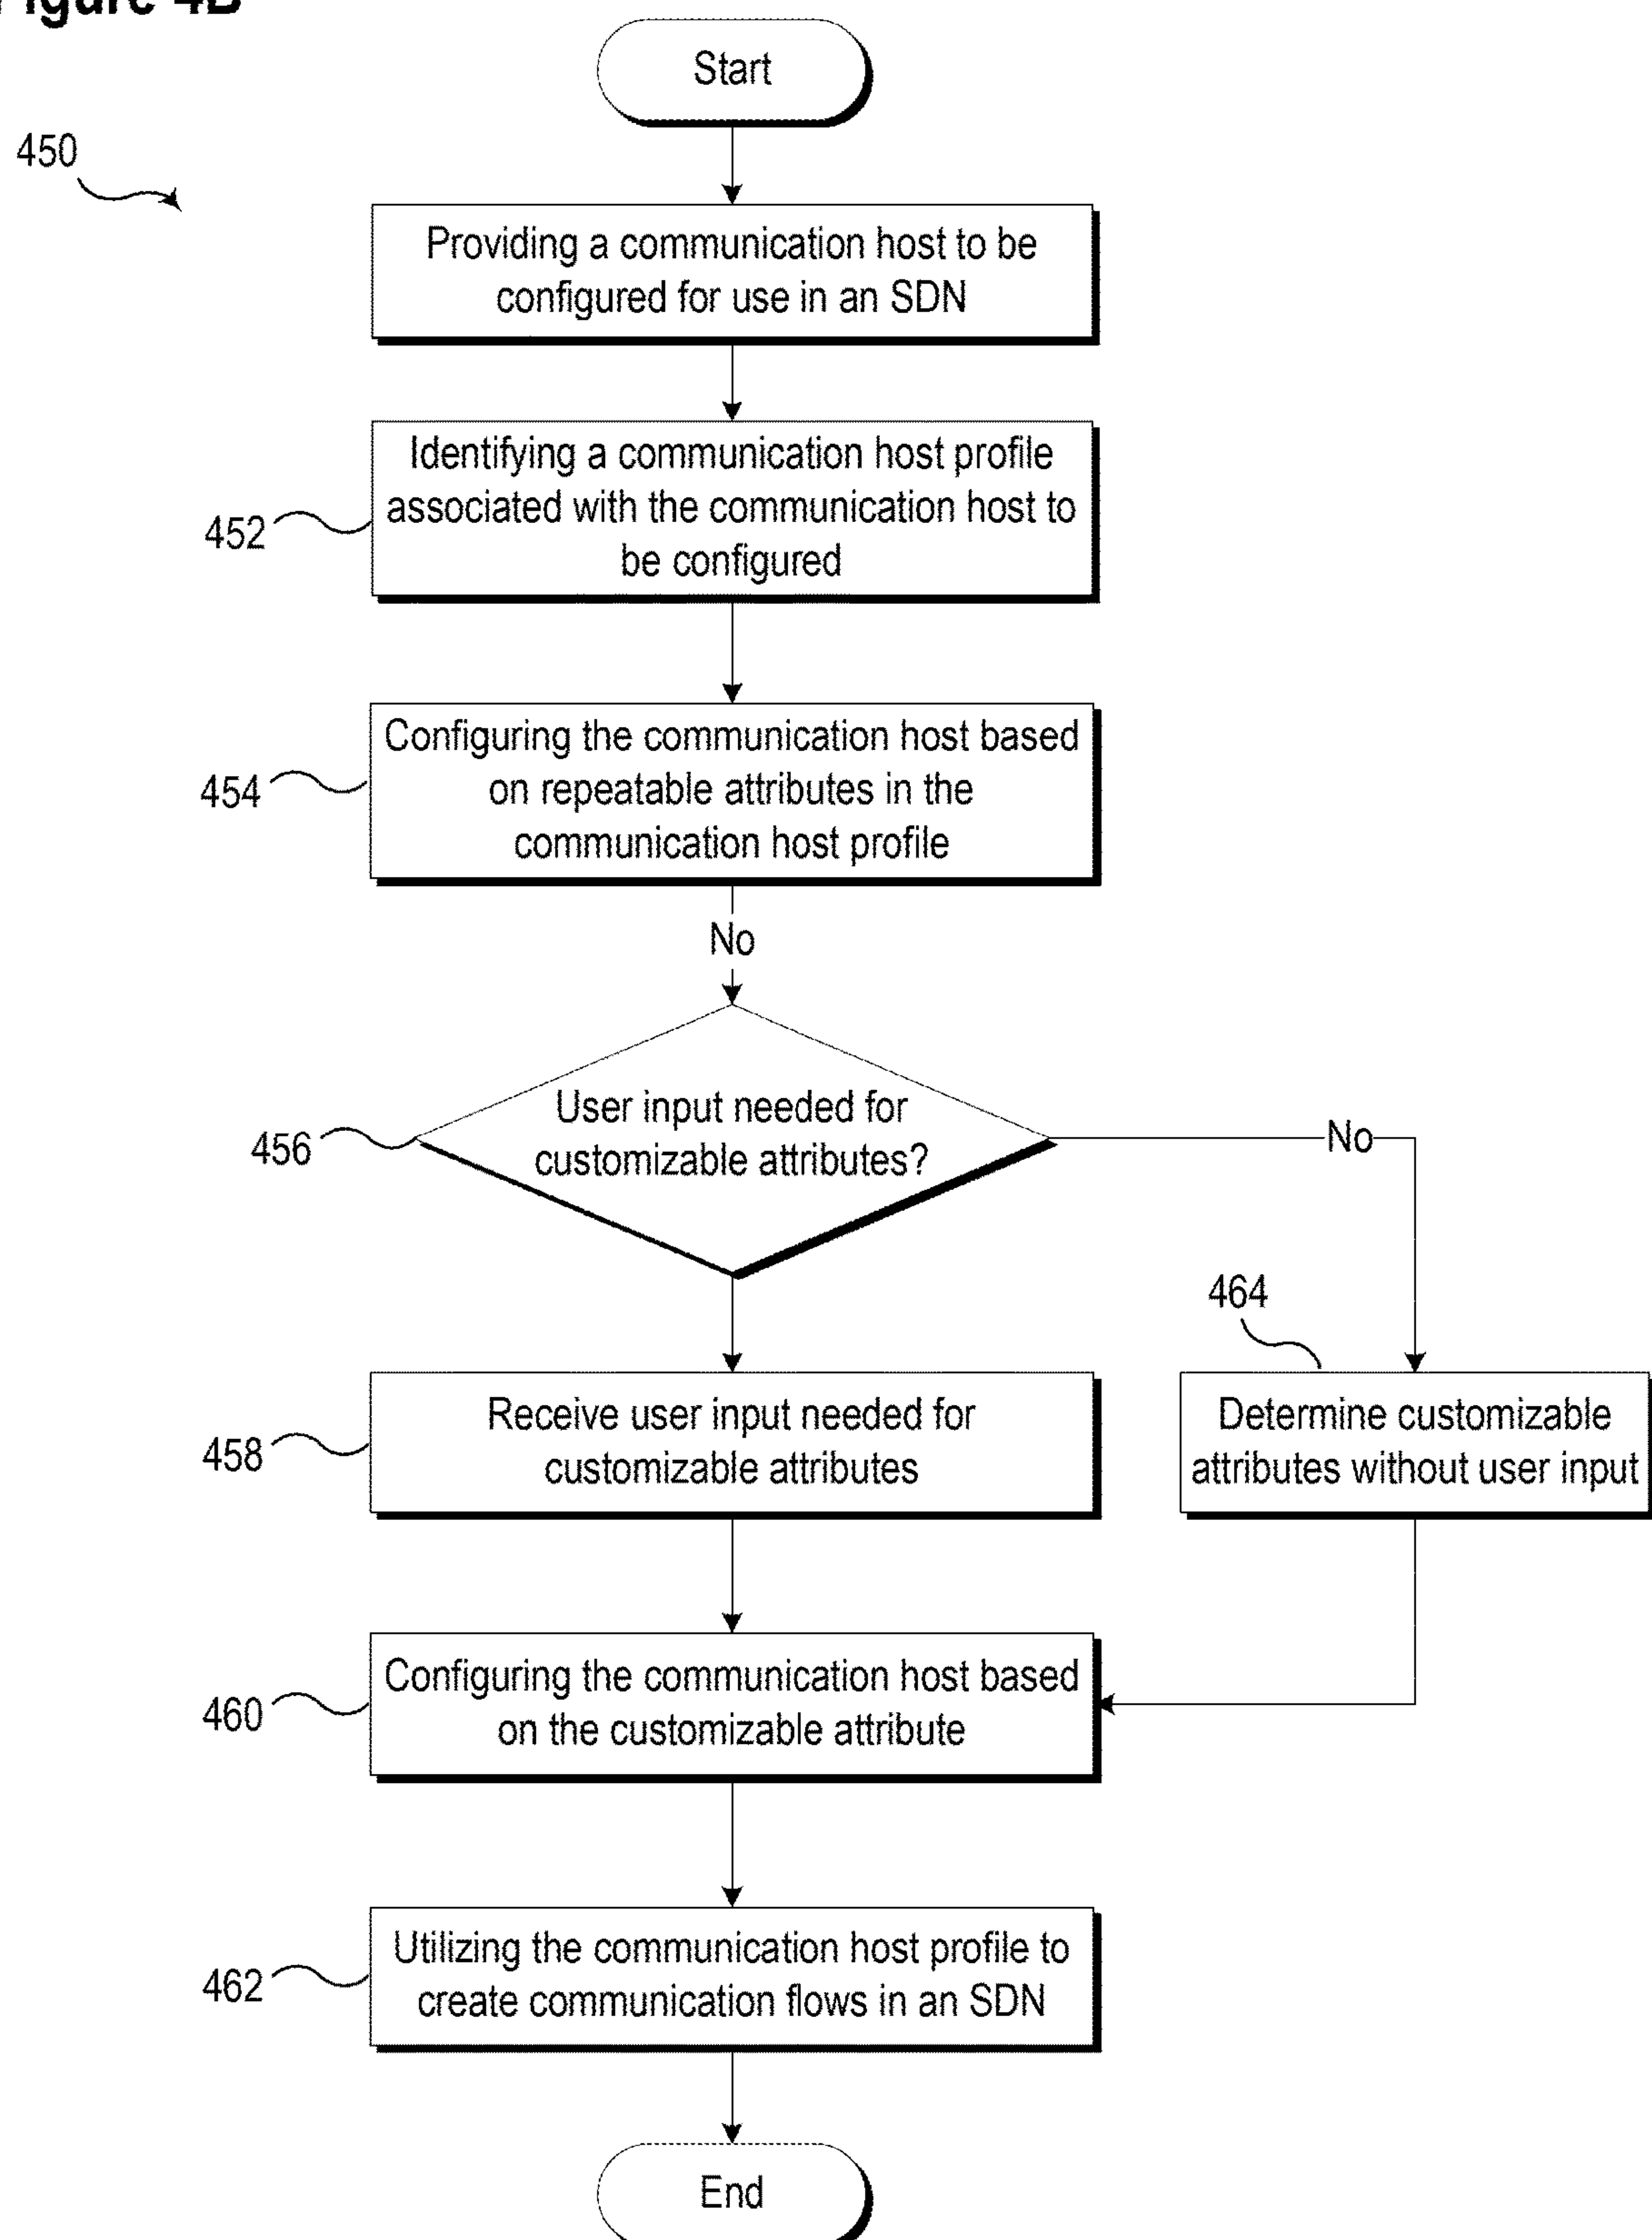 Figure 4B
Start
450
Providing a communication host to be
configured for use in an SDN
Identifying a communication host profile
associated with the communication host to
be configured
452
Configuring the communication host based
on repeatable attributes in the
communication host profile
454
No
User input needed for
customizable attributes?
456
No
464
Receive user input needed for
customizable attributes
458
Determine customizable
attributes without user input
Configuring the communication host based
on the customizable attribute
460
Utilizing the communication host profile to
create communication flows in an SDN
462
End